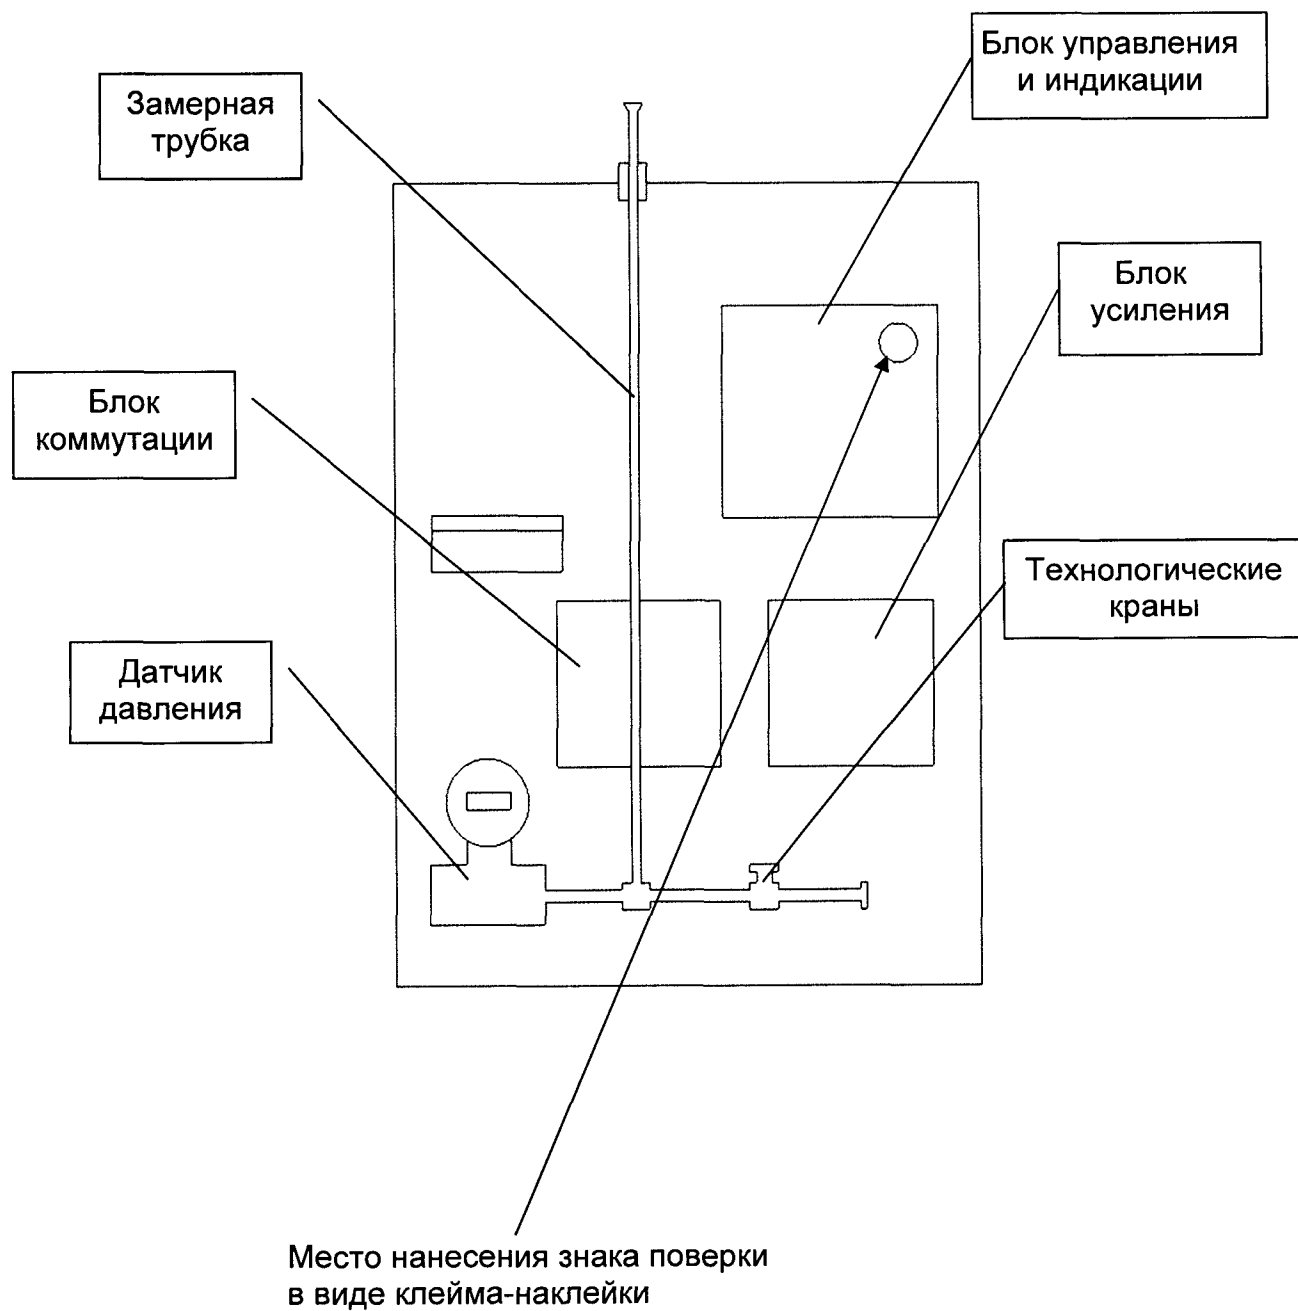 Блок управления
и индикации
Замерная
трубка
Блок
усиления
Блок
коммутации
Технологические
краны
Датчик
давления
Место нанесения знака поверки
в виде клейма-наклейки